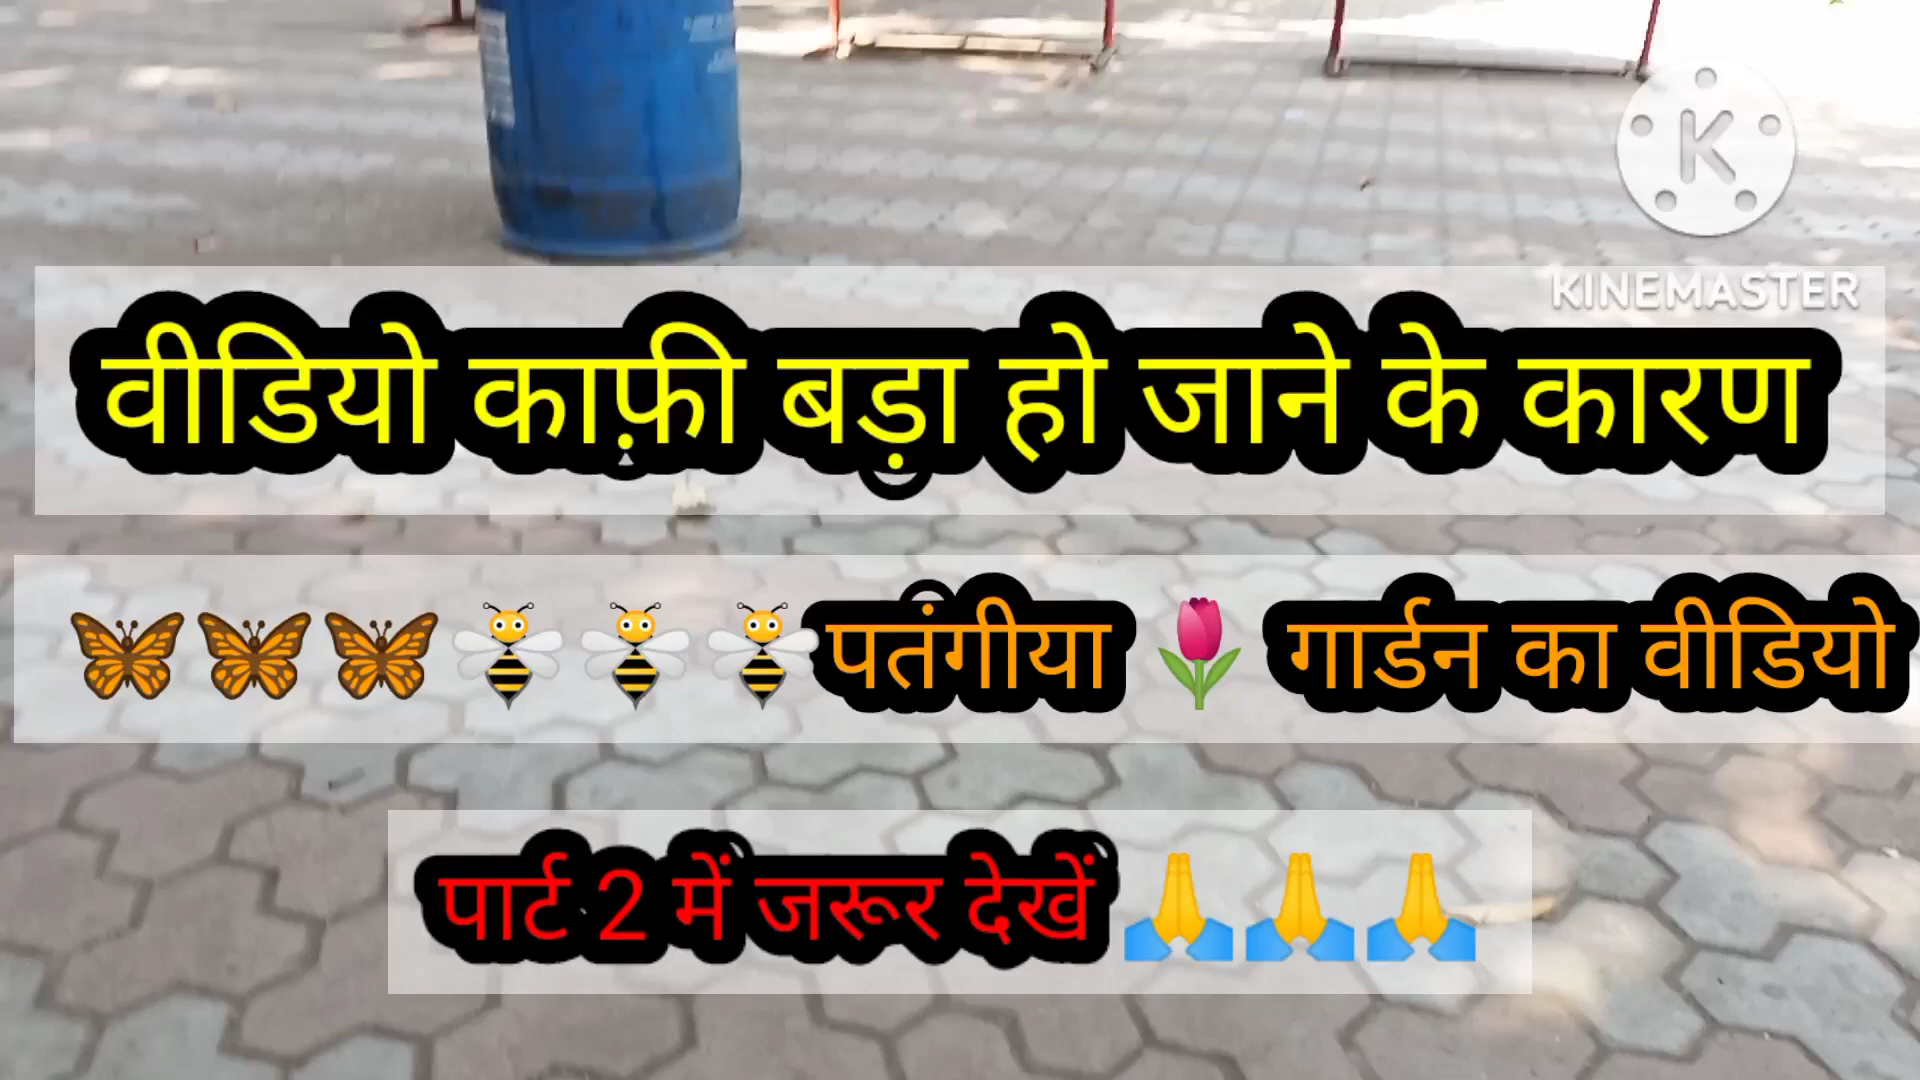 K
KINEMASTER
वीडियो काफ़ी बड़ा हो जाने के कारण
🦋🦋🦋🐝🐝🐝पतंगीया 🌷 गार्डन का वीडियो
पार्ट 2 में जरूर देखें 🙏🙏🙏